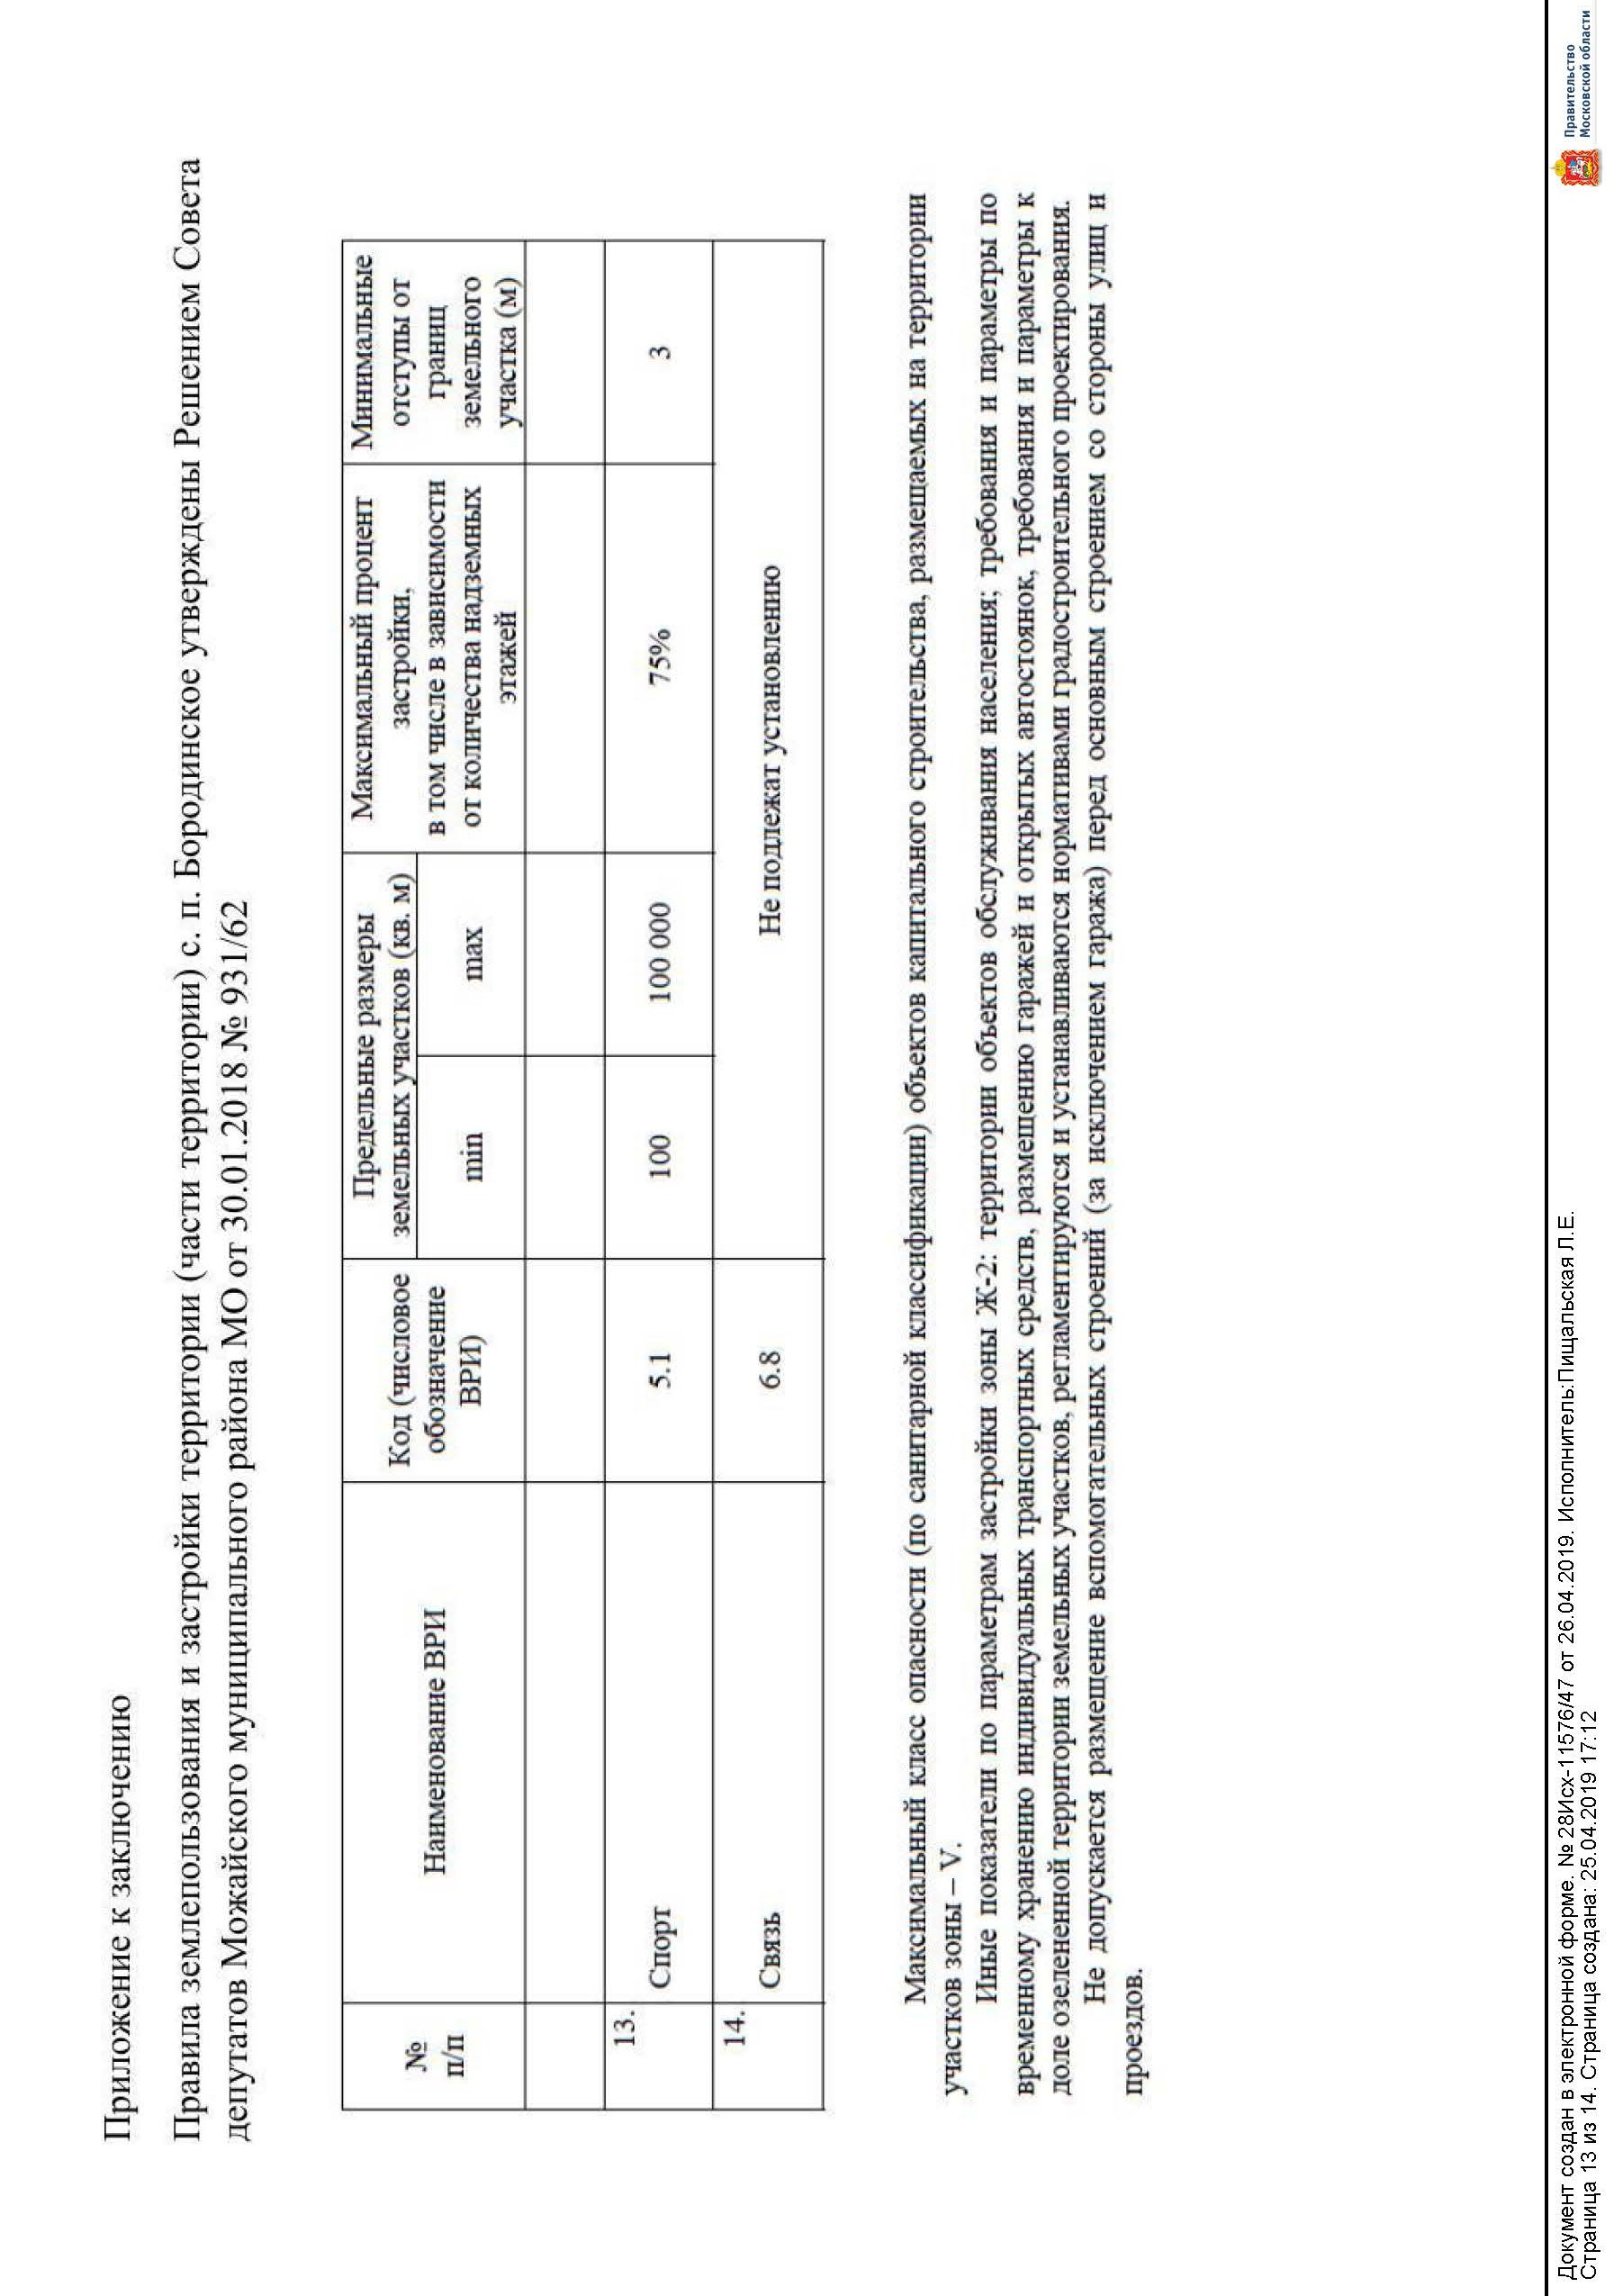 Приложение к заключению
Правила землепользования и застройки территории (части территории) с. п. Бородинское утверждены Решением Совета
депутатов Можайского муниципального района МО от 30.01.2018 № 931/62
№
п/п
Наименование ВРИ
Код (числовое
обозначение
ВРИ)
Предельные размеры
земельных участков (кв. м)
min
max
Максимальный процент
застройки,
в том числе в зависимости
от количества надземных
этажей
Минимальные
отступы от
границ
земельного
участка (м)
13.
Спорт
5.1
100
100 000
75%
3
14.
Связь
6.8
Не подлежат установлению
Максимальный класс опасности (по санитарной классификации) объектов капитального строительства, размещаемых на территории
участков зоны – V.
Иные показатели по параметрам застройки зоны Ж-2: территории объектов обслуживания населения; требования и параметры по
временному хранению индивидуальных транспортных средств, размещению гаражей и открытых автостоянок, требования и параметры к
доле озелененной территории земельных участков, регламентируются и устанавливаются нормативами градостроительного проектирования.
Не допускается размещение вспомогательных строений (за исключением гаража) перед основным строением со стороны улиц и
проездов.
Документ создан в электронной форме. № 28Исх-11576/47 от 26.04.2019. Исполнитель:Пищальская Л.Е.
Страница 13 из 14. Страница создана: 25.04.2019 17:12
Правительство
Московской области